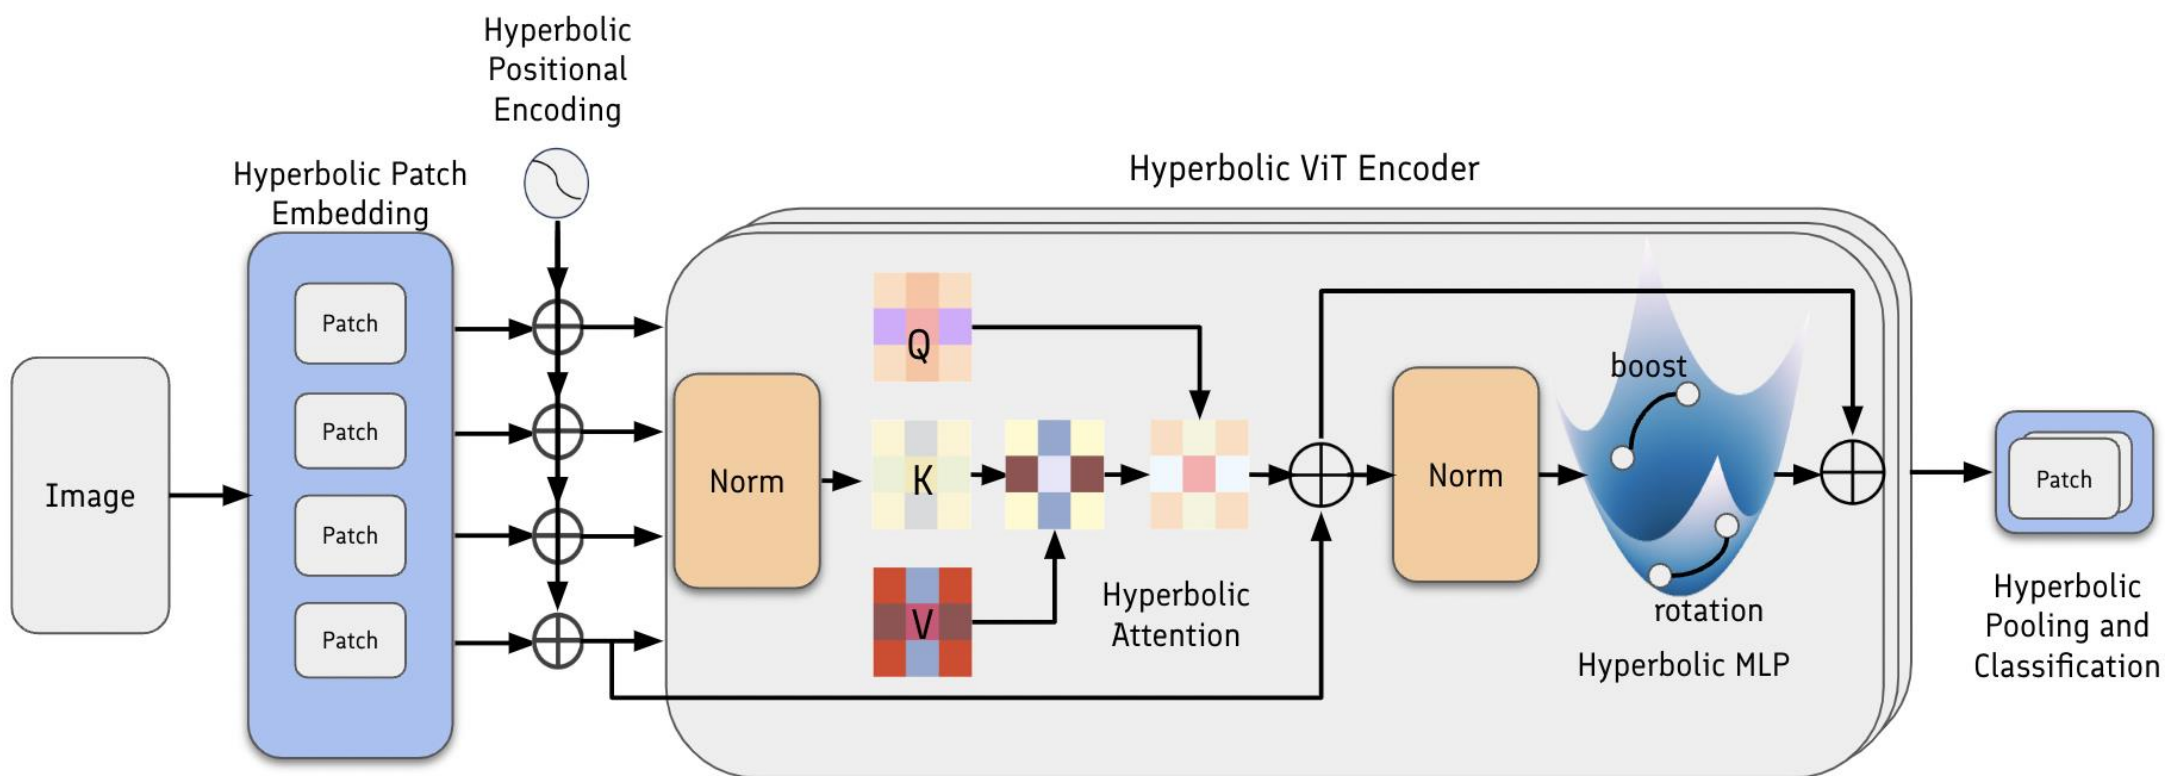 Hyperbolic
Positional
Encoding
Hyperbolic Patch
Embedding
Hyperbolic ViT Encoder
Image
Patch
Patch
Patch
Patch
Norm
Q
K
V
Hyperbolic
Attention
Norm
boost
rotation
Hyperbolic MLP
Patch
Hyperbolic
Pooling and
Classification